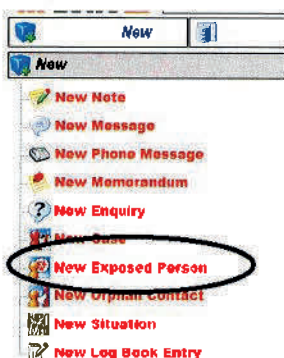 New
New
New Note
New Message
New Phone Message
New Memorandum
New Enquiry
New Case
New Exposed Person
New Orphan Contact
New Situation
New Log Book Entry